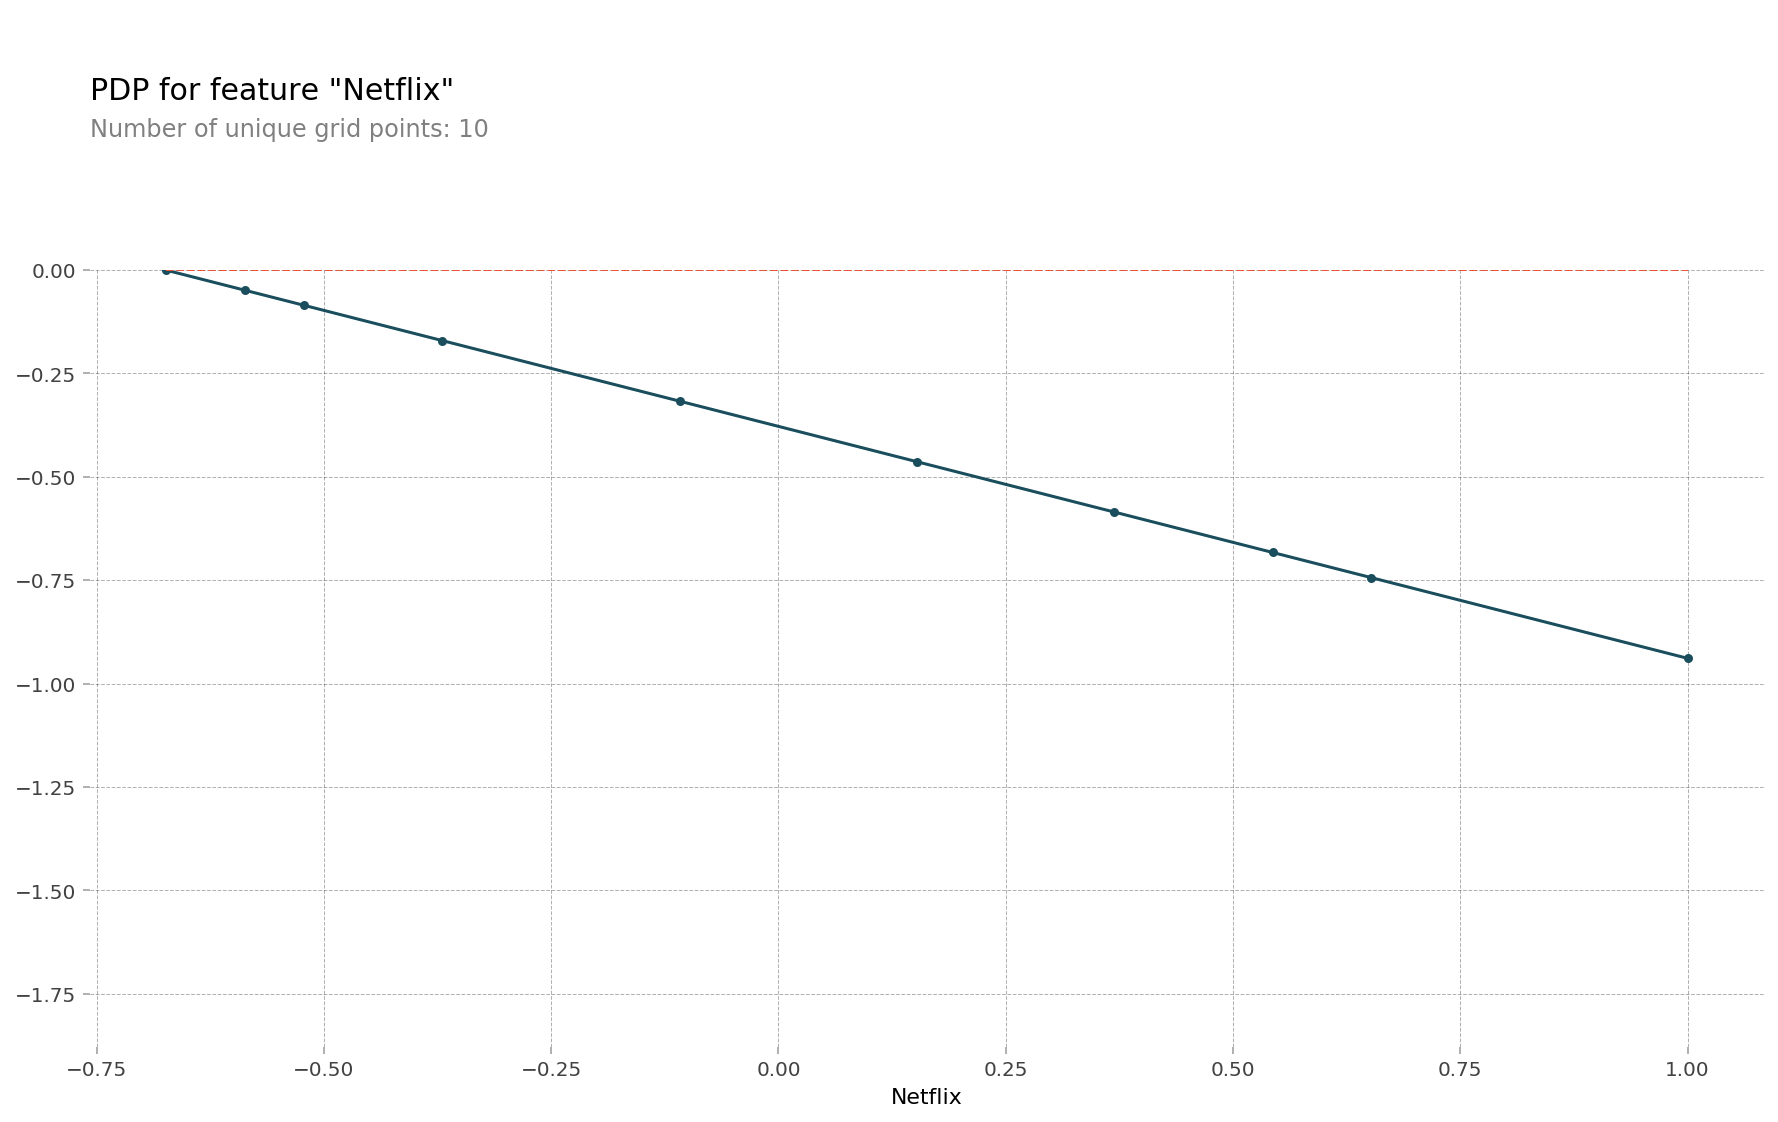 PDP for feature "Netflix"
Number of unique grid points: 10
0.00
−0.25
−0.50
−0.75
−1.00
−1.25
−1.50
−1.75
−0.75 −0.50 −0.25 0.00 0.25 0.50 0.75 1.00
Netflix